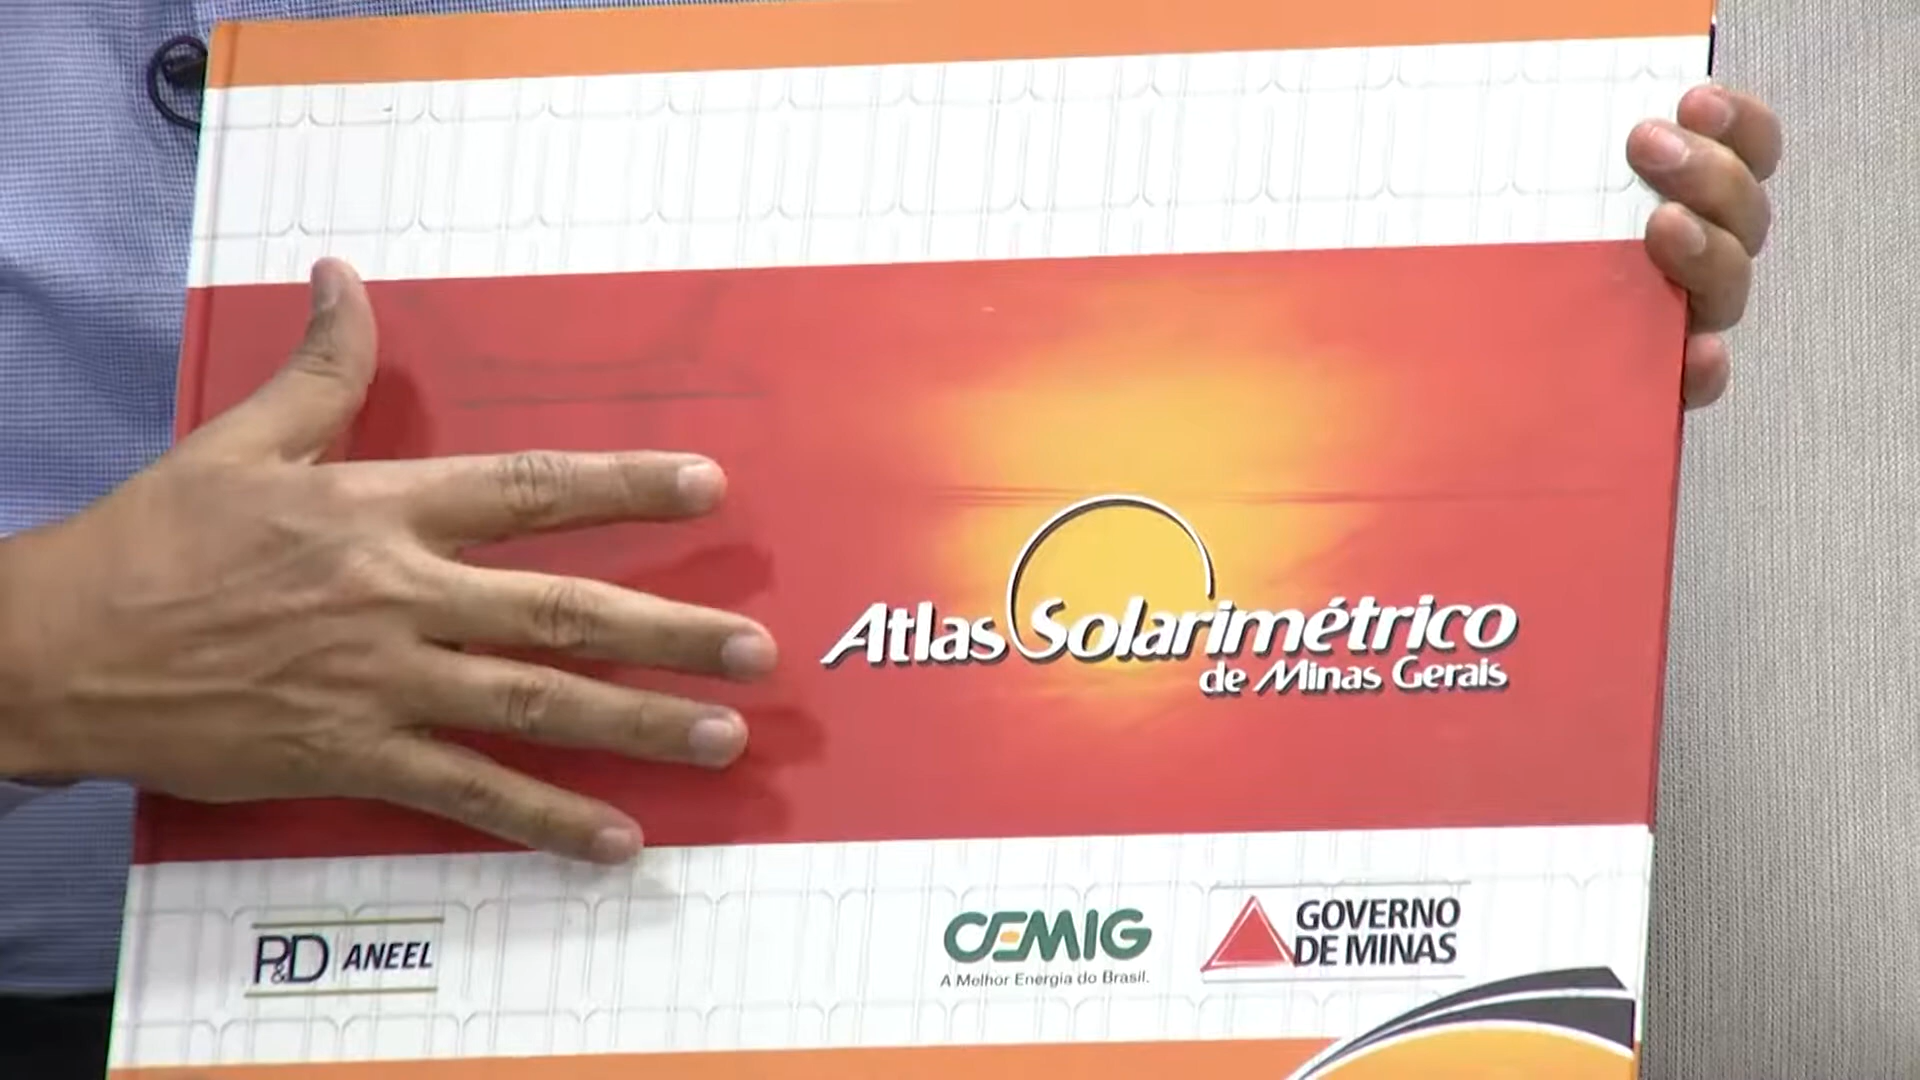 Atlas Solarimétrico
de Minas Gerais
P&D ANEEL
CEMIG
A Melhor Energia do Brasil.
GOVERNO
DE MINAS